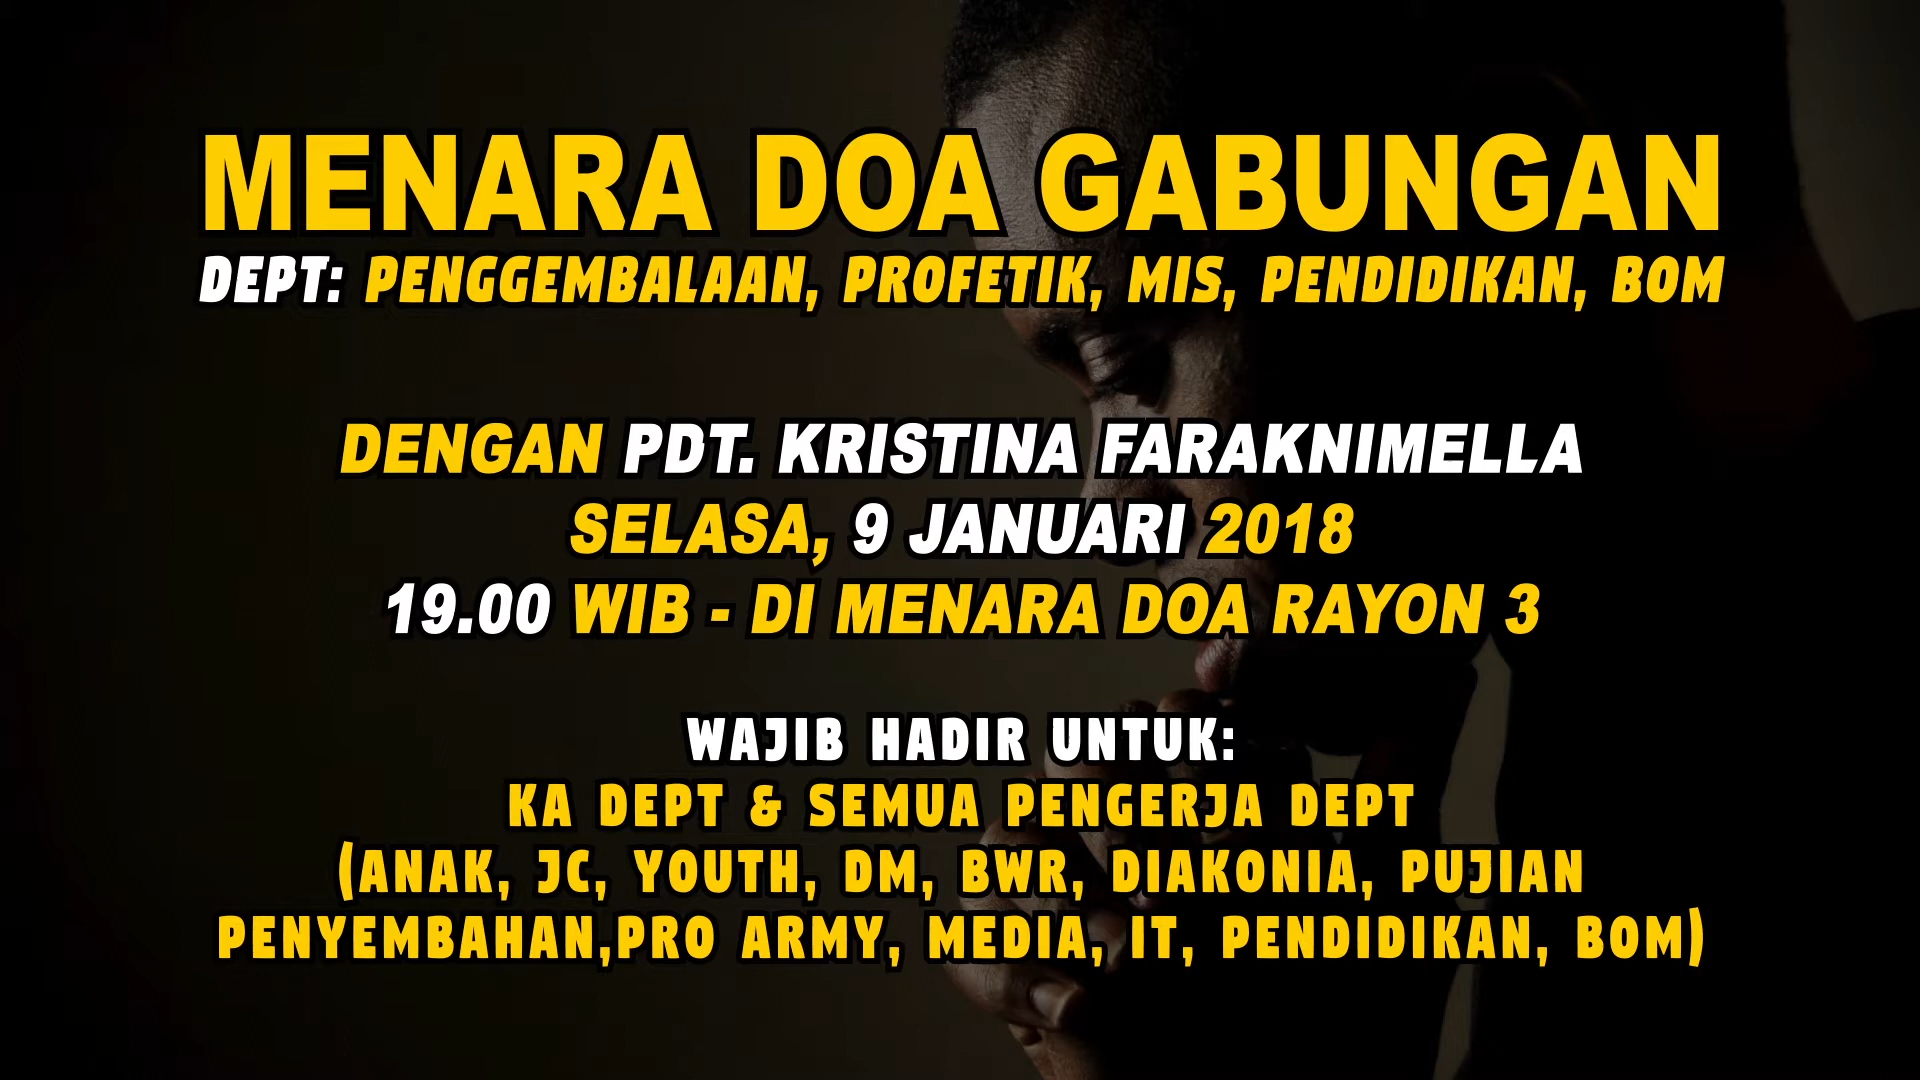 MENARA DOA GABUNGAN
DEPT: PENGGEMBALAAN, PROFETIK, MIS, PENDIDIKAN, BOM
DENGAN PDT. KRISTINA FARAKNIMELLA
SELASA, 9 JANUARI 2018
19.00 WIB - DI MENARA DOA RAYON 3
WAJIB HADIR UNTUK:
KA DEPT & SEMUA PENGERJA DEPT
(ANAK, JC, YOUTH, DM, BWR, DIAKONIA, PUJIAN
PENYEMBAHAN,PRO ARMY, MEDIA, IT, PENDIDIKAN, BOM)